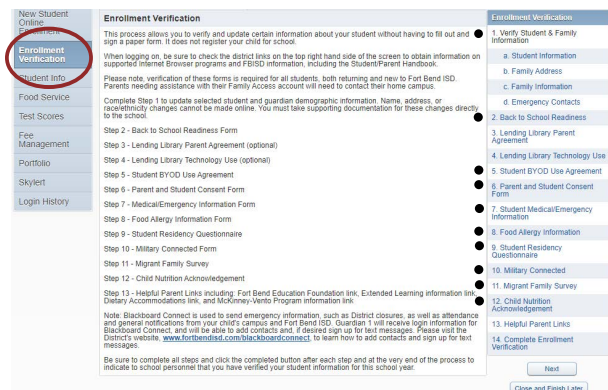 New Student
Online
Enrollment
Enrollment
Verification
Student Info
Food Service
Test Scores
Fee
Management
Portfolio
Skylert
Login History
Enrollment Verification
This process allows you to verify and update certain information about your student without having to fill out and
sign a paper form. It does not register your child for school.
When logging on, be sure to check the district links on the top right hand side of the screen to obtain information on
supported Internet Browser programs and FBISD information, including the Student/Parent Handbook.
Please note, verification of these forms is required for all students, both returning and new to Fort Bend ISD.
Parents needing assistance with their Family Access account will need to contact their home campus.
Complete Step 1 to update selected student and guardian demographic information. Name, address, or
race/ethnicity changes cannot be made online. You must take supporting documentation for these changes directly
to the school.
Step 2 - Back to School Readiness Form
Step 3 - Lending Library Parent Agreement (optional)
Step 4 - Lending Library Technology Use (optional)
Step 5 - Student BYOD Use Agreement
Step 6 - Parent and Student Consent Form
Step 7 - Medical/Emergency Information Form
Step 8 - Food Allergy Information Form
Step 9 - Student Residency Questionnaire
Step 10 - Military Connected Form
Step 11 - Migrant Family Survey
Step 12 - Child Nutrition Acknowledgement
Step 13 - Helpful Parent Links including: Fort Bend Education Foundation link, Extended Learning information link,
Dietary Accommodations link, and McKinney-Vento Program information link
Note: Blackboard Connect is used to send emergency information, such as District closures, as well as attendance
and general notifications from your child's campus and Fort Bend ISD. Guardian 1 will receive login information for
Blackboard Connect, and will be able to add contacts and, if desired sign up for text messages. Please visit the
District's website, www.fortbendisd.com/blackboardconnect, to learn how to add contacts and sign up for text
messages.
Be sure to complete all steps and click the completed button after each step and at the very end of the process to
indicate to school personnel that you have verified your student information for this school year.
Enrollment Verification
1. Verify Student & Family
Information
a. Student Information
b. Family Address
c. Family Information
d. Emergency Contacts
2. Back to School Readiness
3. Lending Library Parent
Agreement
4. Lending Library Technology Use
5. Student BYOD Use Agreement
6. Parent and Student Consent
Form
7. Student Medical/Emergency
Information
8. Food Allergy Information
9. Student Residency
Questionnaire
10. Military Connected
11. Migrant Family Survey
12. Child Nutrition
Acknowledgement
13. Helpful Parent Links
14. Complete Enrollment
Verification
Next
Close and Finish Later